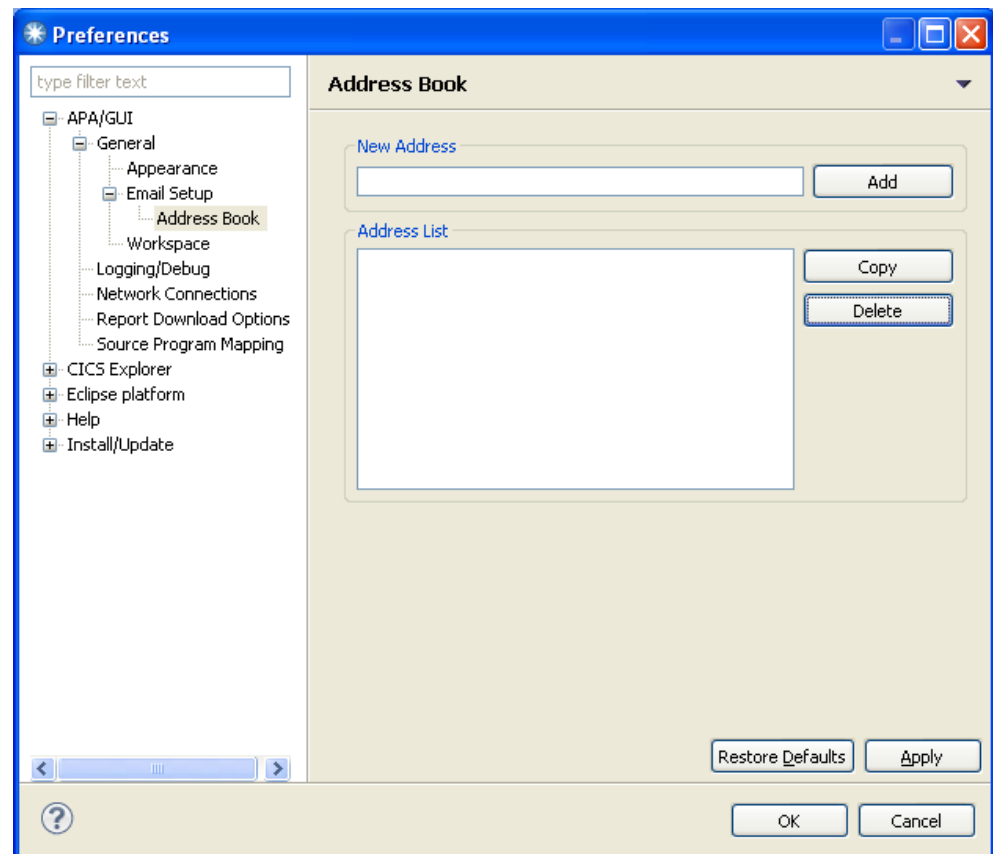 Preferences
type filter text
APA/GUI
General
Appearance
Email Setup
Address Book
Workspace
Logging/Debug
Network Connections
Report Download Options
Source Program Mapping
CICS Explorer
Eclipse platform
Help
Install/Update
Address Book
New Address
Add
Address List
Copy
Delete
Restore Defaults
Apply
?
OK
Cancel